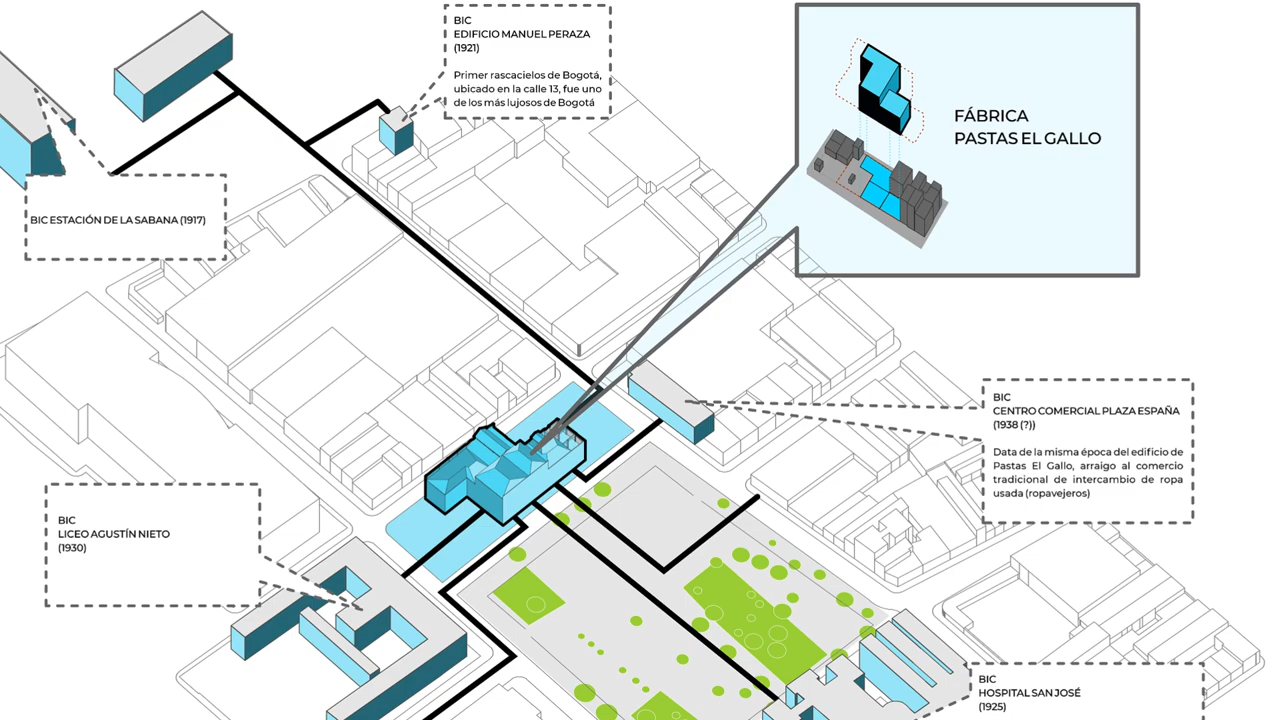 BIC
EDIFICIO MANUEL PERAZA
(1921)
Primer rascacielos de Bogotá,
ubicado en la calle 13, fue uno
de los más lujosos de Bogotá
FÁBRICA
PASTAS EL GALLO
BIC ESTACIÓN DE LA SABANA (1917)
BIC
CENTRO COMERCIAL PLAZA ESPAÑA
(1938 (?))
Data de la misma época del edificio de
Pastas El Gallo, arraigo al comercio
tradicional de intercambio de ropa
usada (ropavejeros)
BIC
LICEO AGUSTÍN NIETO
(1930)
BIC
HOSPITAL SAN JOSÉ
(1925)